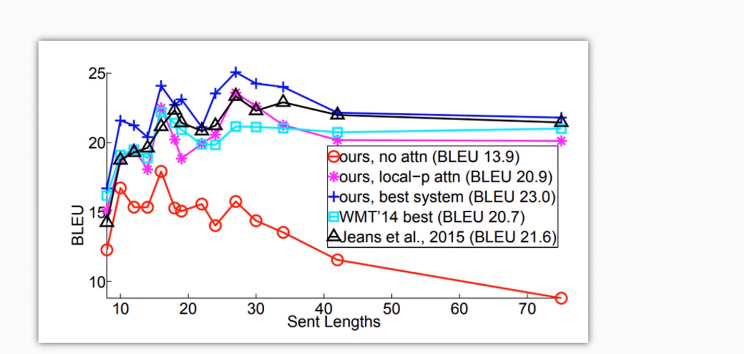 25
20
15
10
BLEU
ours, no attn (BLEU 13.9)
ours, local−p attn (BLEU 20.9)
ours, best system (BLEU 23.0)
WMT’14 best (BLEU 20.7)
Jeans et al., 2015 (BLEU 21.6)
10 20 30 40 50 60 70
Sent Lengths